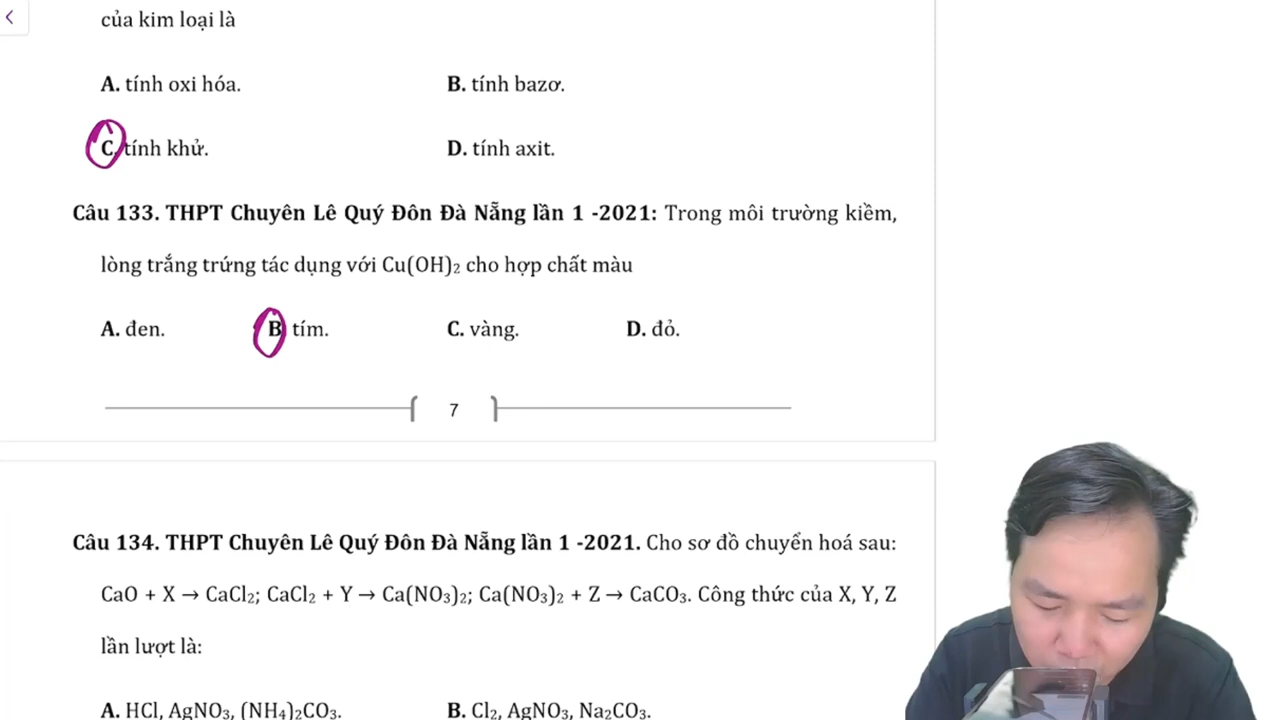 của kim loại là
A. tính oxi hóa. B. tính bazơ.
C. tính khử. D. tính axit.
Câu 133. THPT Chuyên Lê Quý Đôn Đà Nẵng lần 1 -2021: Trong môi trường kiềm,
lòng trắng trứng tác dụng với Cu(OH)₂ cho hợp chất màu
A. đen. B. tím. C. vàng. D. đỏ.
7
Câu 134. THPT Chuyên Lê Quý Đôn Đà Nẵng lần 1 -2021. Cho sơ đồ chuyển hoá sau:
CaO + X → CaCl₂; CaCl₂ + Y → Ca(NO₃)₂; Ca(NO₃)₂ + Z → CaCO₃. Công thức của X, Y, Z
lần lượt là:
A. HCl, AgNO₃, (NH₄)₂CO₃. B. Cl₂, AgNO₃, Na₂CO₃.